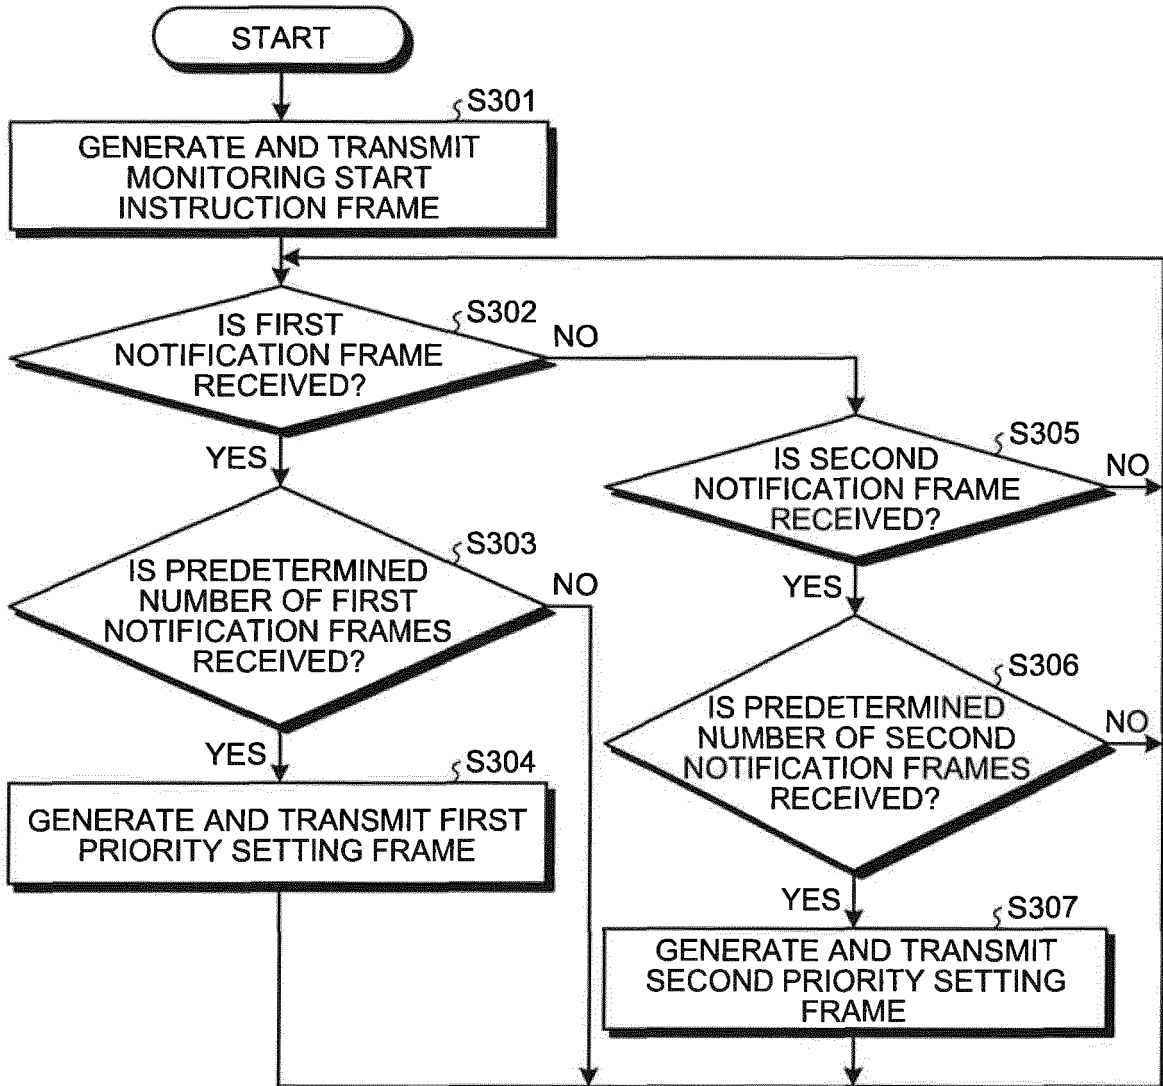 START
S301
GENERATE AND TRANSMIT
MONITORING START
INSTRUCTION FRAME
S302
IS FIRST
NOTIFICATION FRAME
RECEIVED?
NO
YES
S303
IS PREDETERMINED
NUMBER OF FIRST
NOTIFICATION FRAMES
RECEIVED?
NO
YES
S304
GENERATE AND TRANSMIT FIRST
PRIORITY SETTING FRAME
S305
IS SECOND
NOTIFICATION FRAME
RECEIVED?
NO
YES
S306
IS PREDETERMINED
NUMBER OF SECOND
NOTIFICATION FRAMES
RECEIVED?
NO
YES
S307
GENERATE AND TRANSMIT
SECOND PRIORITY SETTING
FRAME